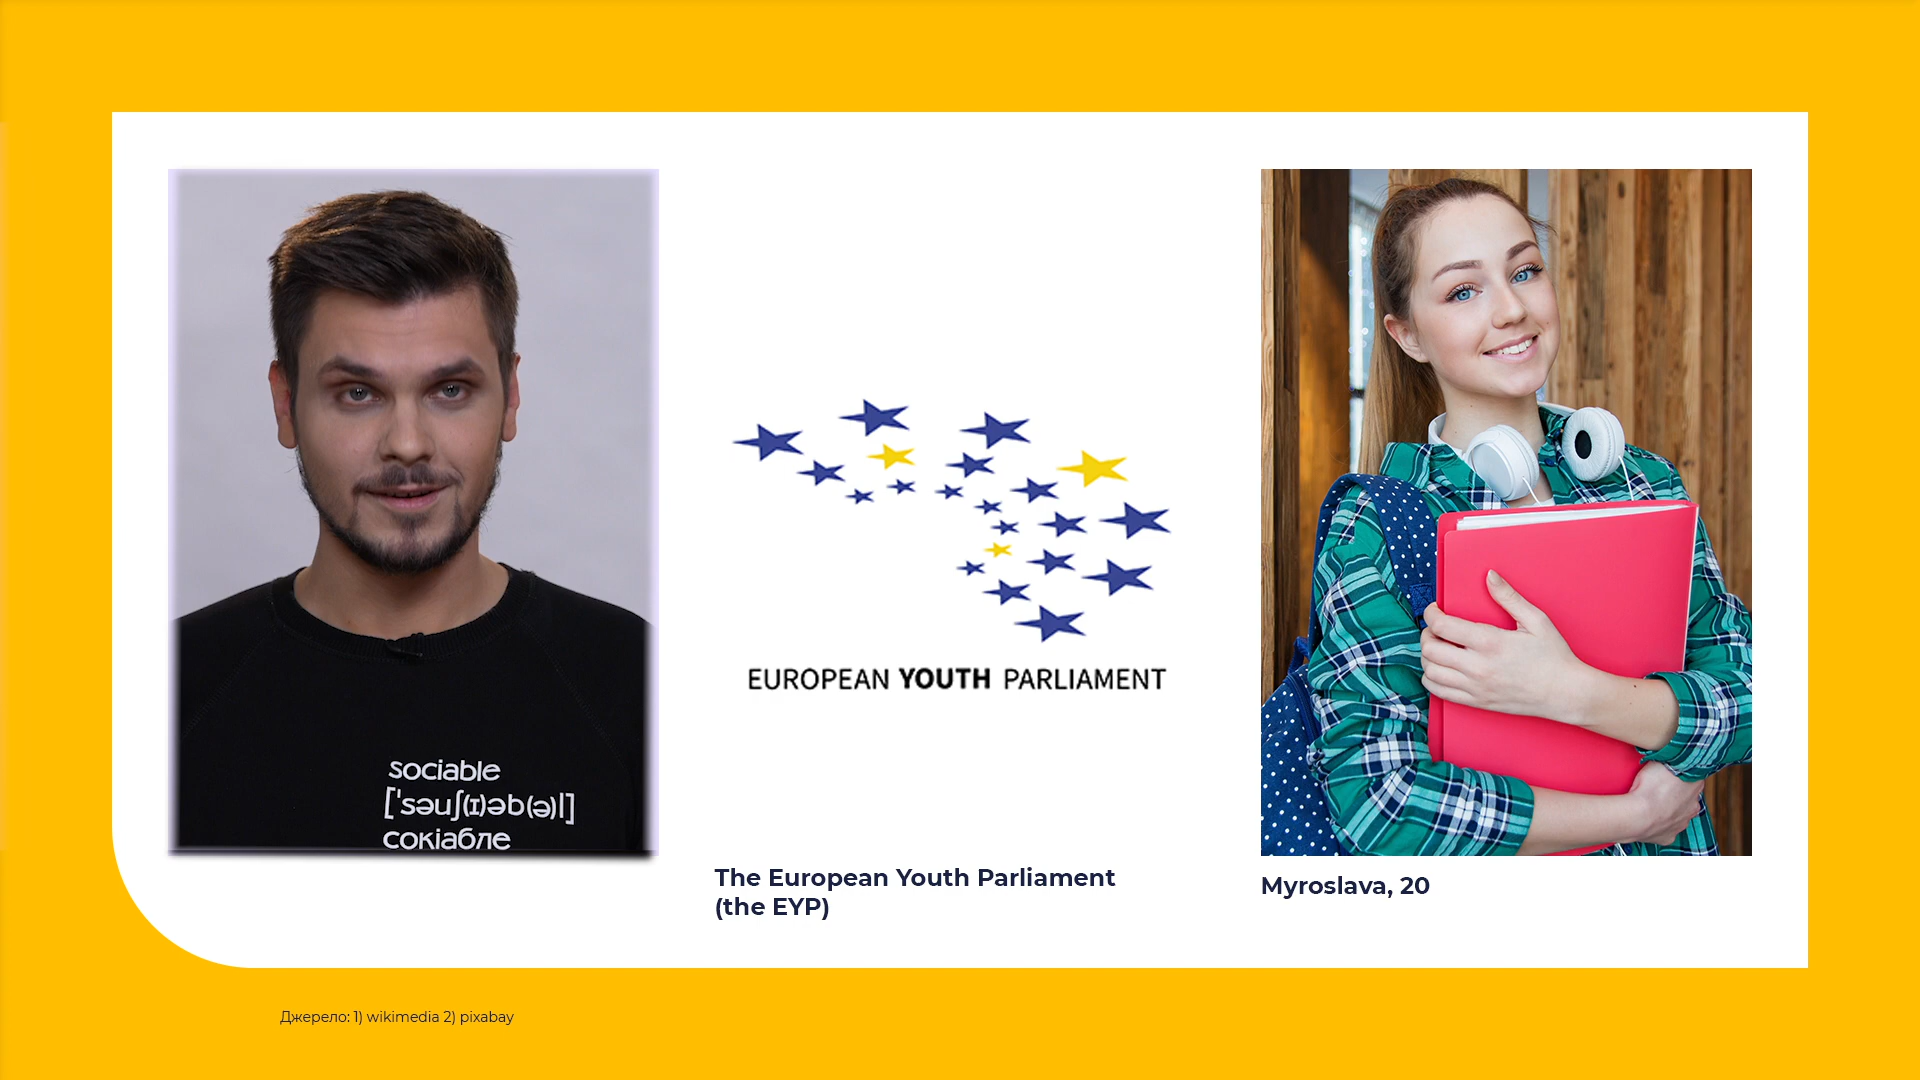 sociable
['səuʃ(ɪ)əb(ə)l]
сокіабле
EUROPEAN YOUTH PARLIAMENT
The European Youth Parliament
(the EYP)
Myroslava, 20
Джерело: 1) wikimedia 2) pixabay